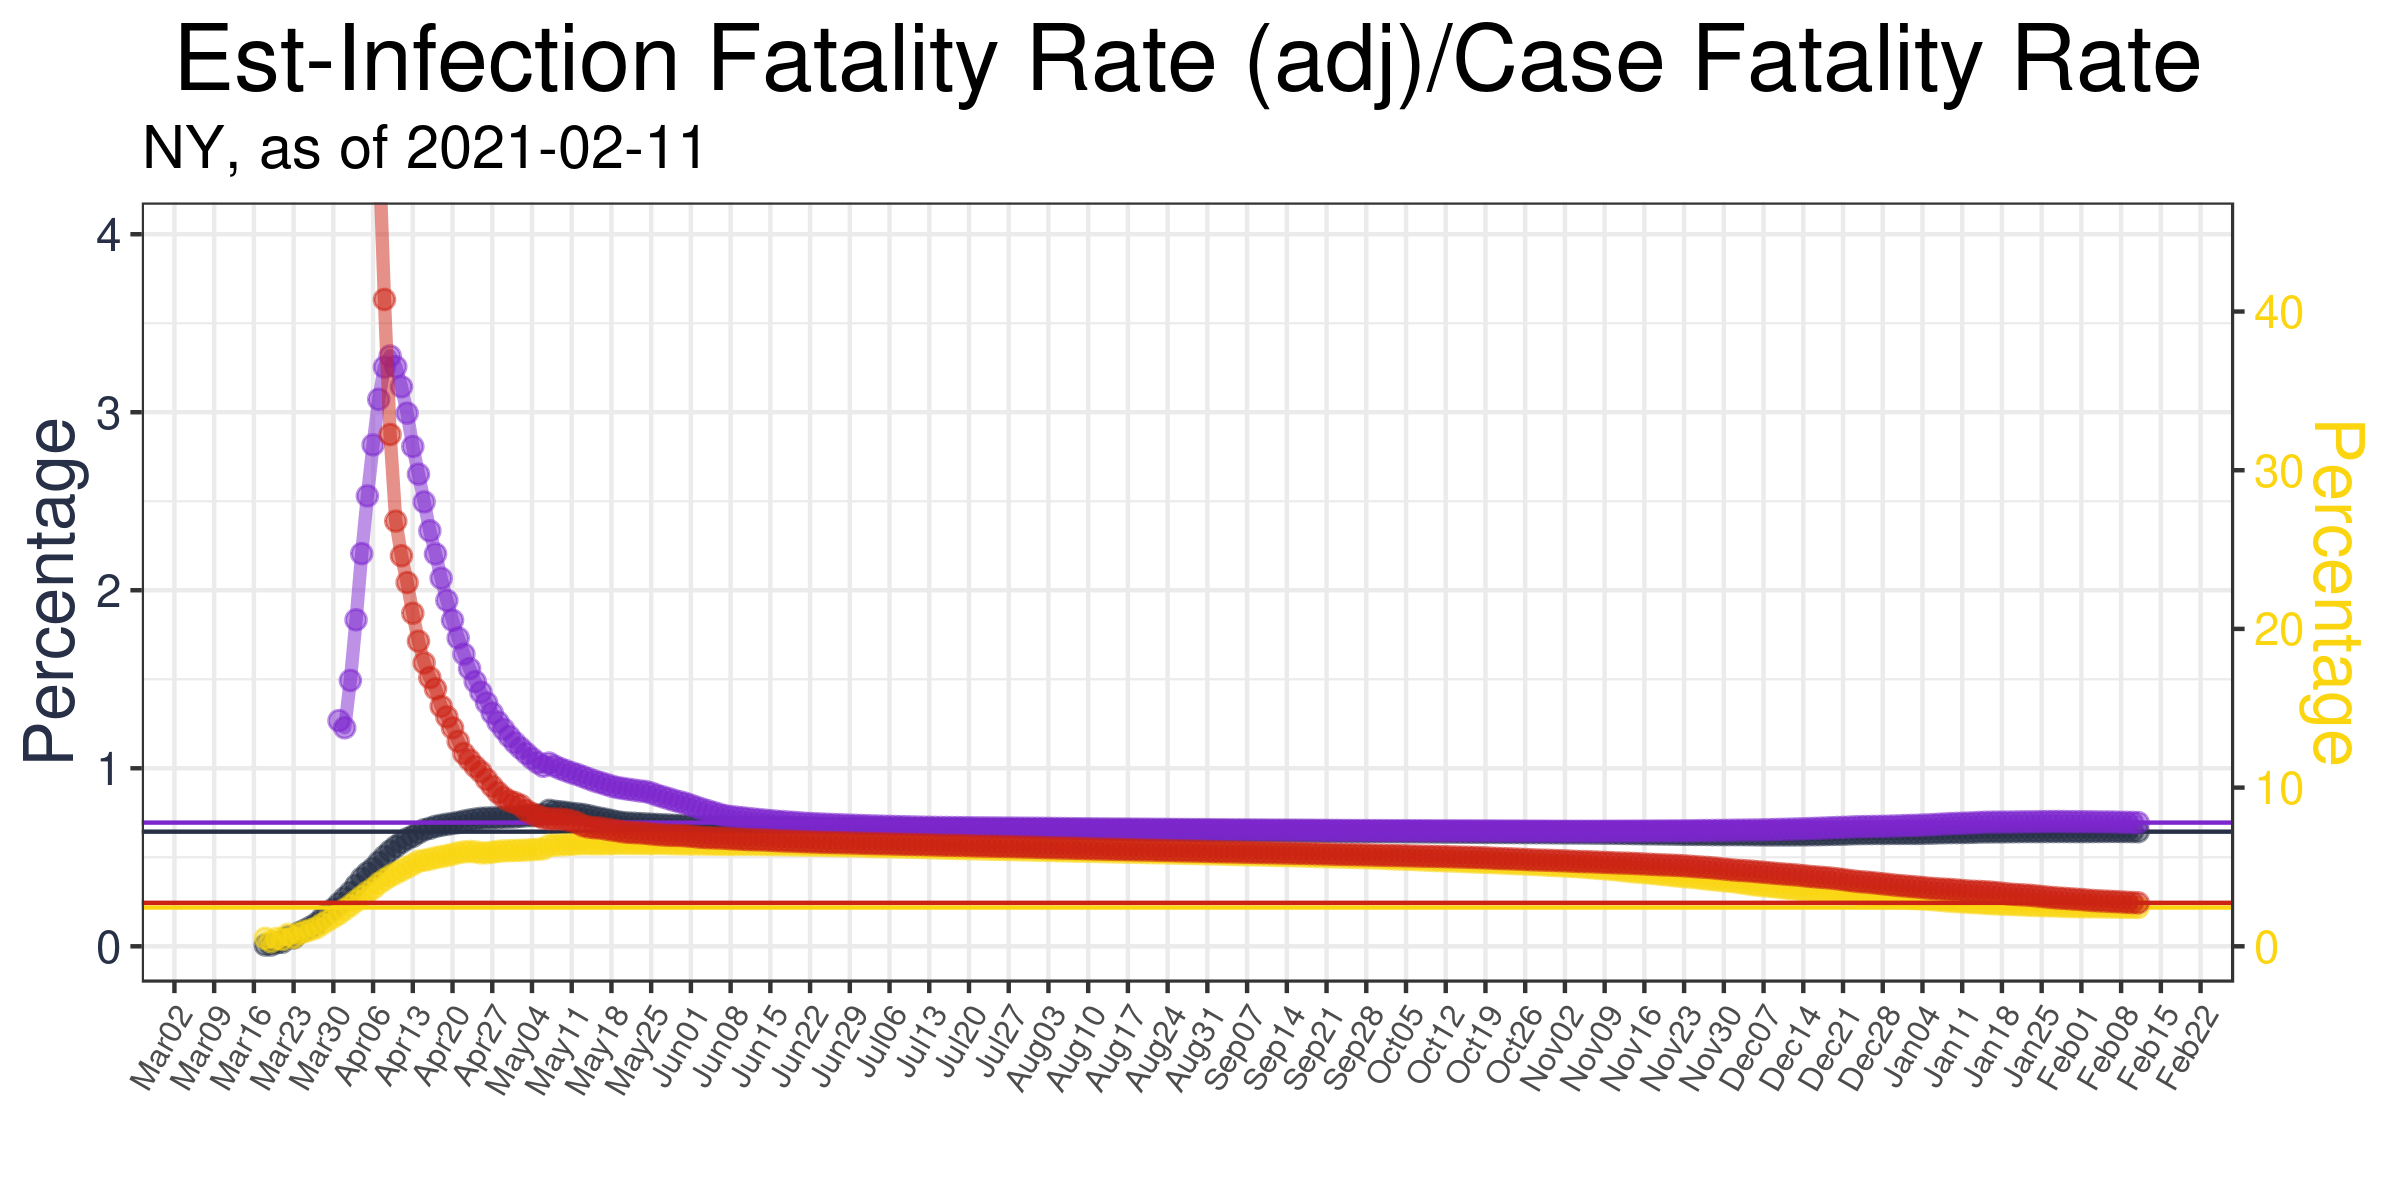 Est-Infection Fatality Rate (adj)/Case Fatality Rate
NY, as of 2021-02-11
Percentage
4
3
2
1
0
40
30
20
10
0
Percentage
Mar02
Mar09
Mar16
Mar23
Mar30
Apr06
Apr13
Apr20
Apr27
May04
May11
May18
May25
Jun01
Jun08
Jun15
Jun22
Jun29
Jul06
Jul13
Jul20
Jul27
Aug03
Aug10
Aug17
Aug24
Aug31
Sep07
Sep14
Sep21
Sep28
Oct05
Oct12
Oct19
Oct26
Nov02
Nov09
Nov16
Nov23
Nov30
Dec07
Dec14
Dec21
Dec28
Jan04
Jan11
Jan18
Jan25
Feb01
Feb08
Feb15
Feb22